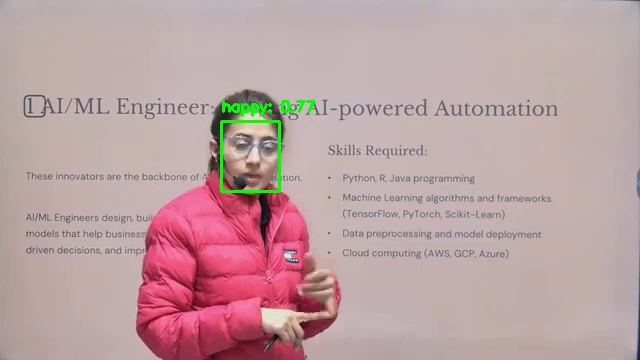 1 AI/ML Engineer: g AI-powered Automation
happy: 0.77
These innovators are the backbone of
AI/ML Engineers design,
models that help business
driven decisions, and
Skills Required:
• Python, R, Java programming
• Machine Learning algorithms and frameworks
(TensorFlow, PyTorch, Scikit-Learn)
• Data preprocessing and model deployment
• Cloud computing (AWS, GCP, Azure)